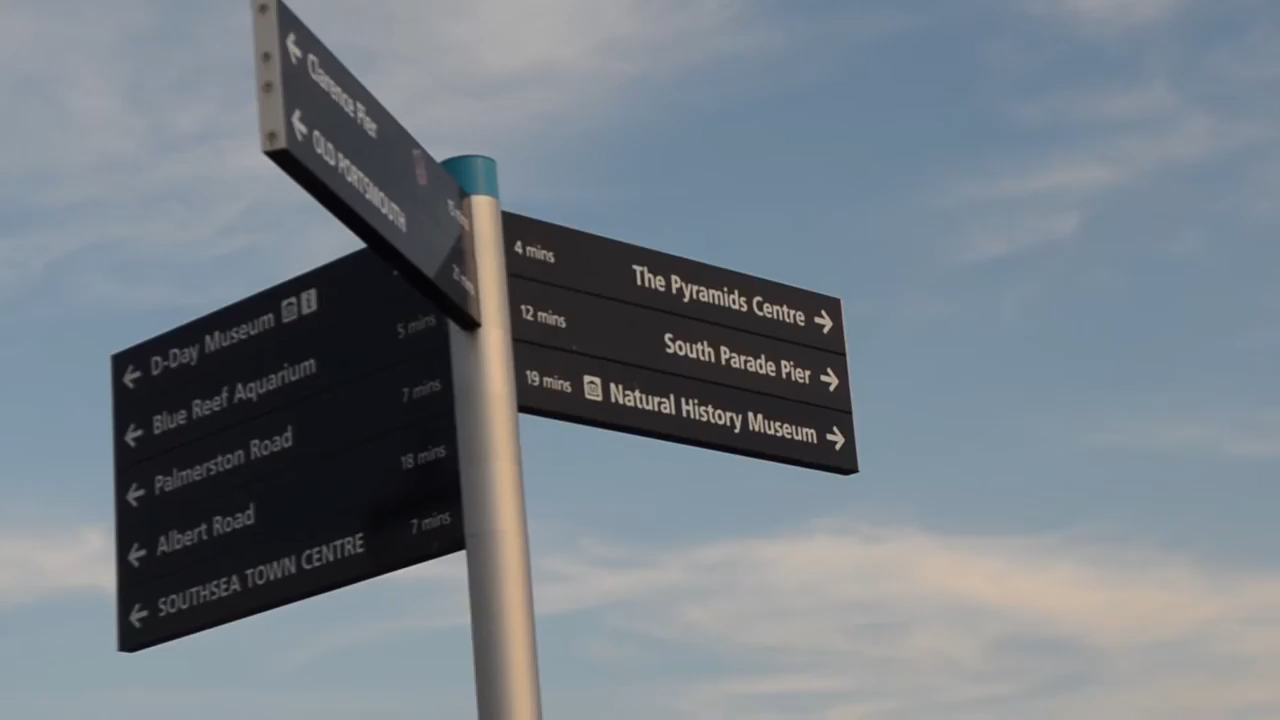 Clarence Pier
OLD PORTSMOUTH
D-Day Museum
Blue Reef Aquarium 5 mins
Palmerston Road 7 mins
Albert Road 18 mins
SOUTHSEA TOWN CENTRE 7 mins
4 mins The Pyramids Centre
12 mins South Parade Pier
19 mins Natural History Museum